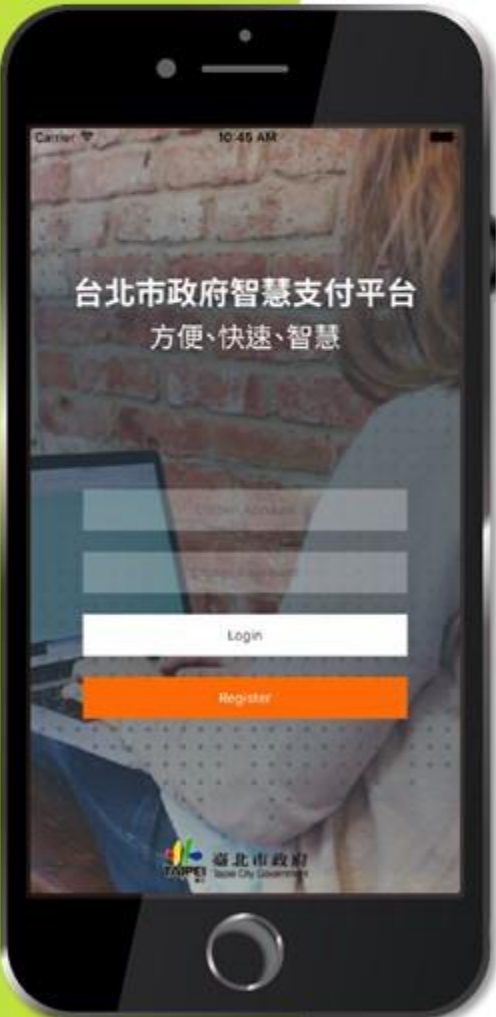 Carrier 10:45 AM
台北市政府智慧支付平台
方便、快速、智慧
Login
Register
TAIPEI 臺北市政府
Taipei City Government